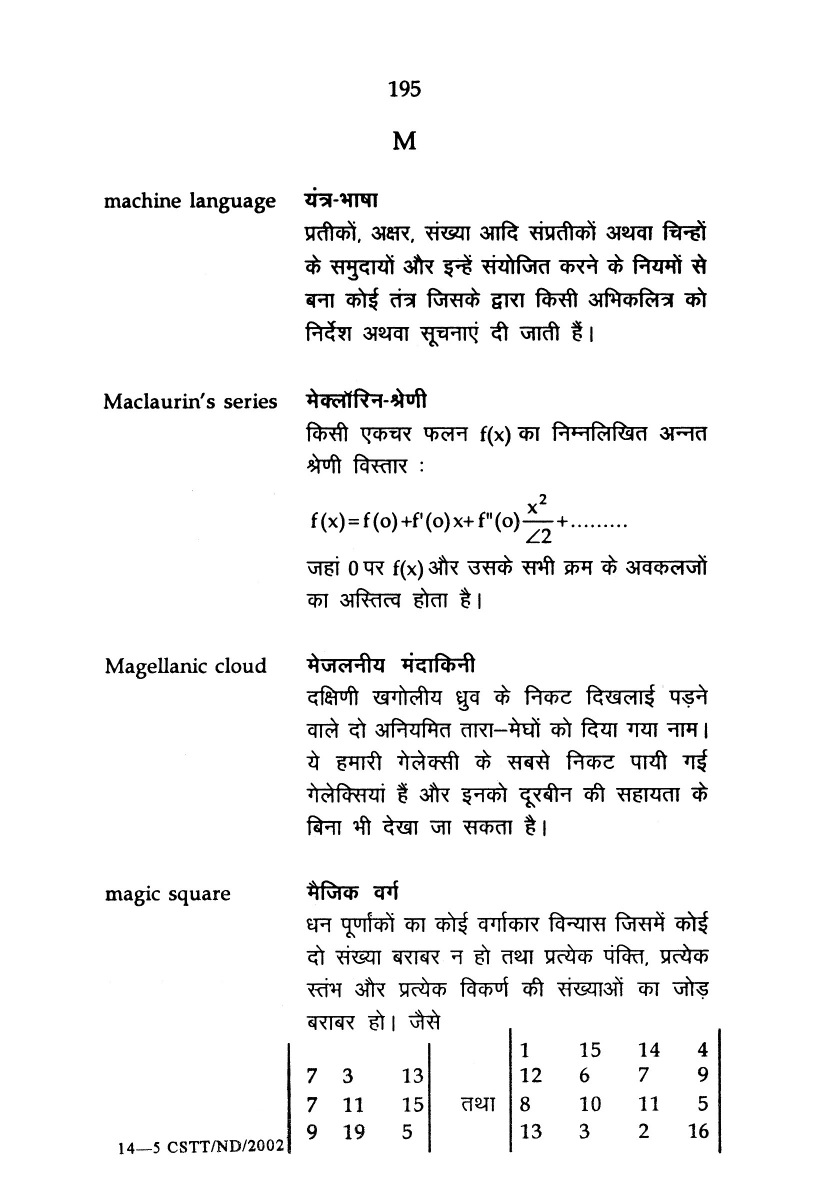 195
M
machine language यंत्र-भाषा
प्रतीकों, अक्षर, संख्या आदि संप्रतीकों अथवा चिन्हों
के समुदायों और इन्हें संयोजित करने के नियमों से
बना कोई तंत्र जिसके द्वारा किसी अभिकलित्र को
निर्देश अथवा सूचनाएं दी जाती हैं।
Maclaurin's series मेक्लॉरिन-श्रेणी
किसी एकचर फलन f(x) का निम्नलिखित अन्नत
श्रेणी विस्तार :
f(x)=f(o)+f'(o)x+f"(o) x²/∠2 +.........
जहां 0 पर f(x) और उसके सभी क्रम के अवकलजों
का अस्तित्व होता है।
Magellanic cloud मेजलनीय मंदाकिनी
दक्षिणी खगोलीय ध्रुव के निकट दिखलाई पड़ने
वाले दो अनियमित तारा–मेघों को दिया गया नाम।
ये हमारी गेलेक्सी के सबसे निकट पायी गई
गेलेक्सियां हैं और इनको दूरबीन की सहायता के
बिना भी देखा जा सकता है।
magic square मैजिक वर्ग
धन पूर्णांकों का कोई वर्गाकार विन्यास जिसमें कोई
दो संख्या बराबर न हो तथा प्रत्येक पंक्ति, प्रत्येक
स्तंभ और प्रत्येक विकर्ण की संख्याओं का जोड़
बराबर हो। जैसे
1 15 14 4
7 3 13 12 6 7 9
7 11 15 तथा 8 10 11 5
9 19 5 13 3 2 16
14—5 CSTT/ND/2002